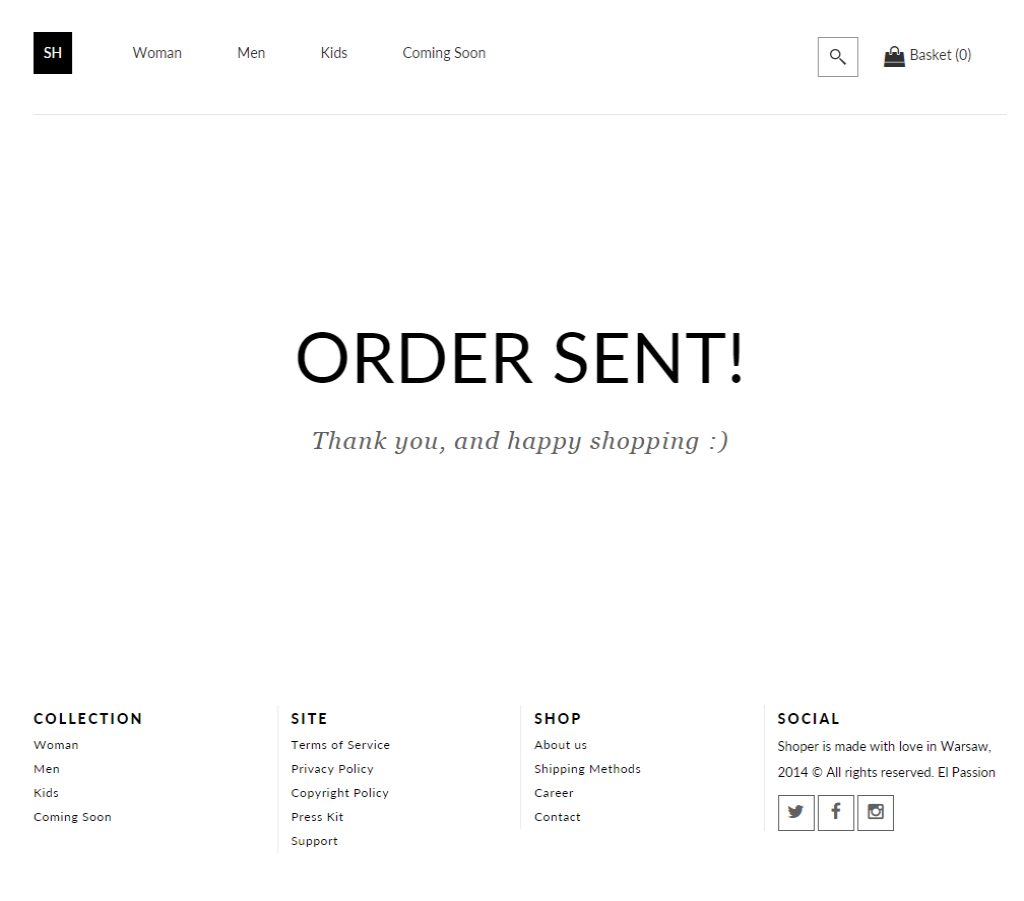 SH
Woman Men Kids Coming Soon
Basket (0)
ORDER SENT!
Thank you, and happy shopping :)
COLLECTION
Woman
Men
Kids
Coming Soon
SITE
Terms of Service
Privacy Policy
Copyright Policy
Press Kit
Support
SHOP
About us
Shipping Methods
Career
Contact
SOCIAL
Shoper is made with love in Warsaw,
2014 © All rights reserved. El Passion